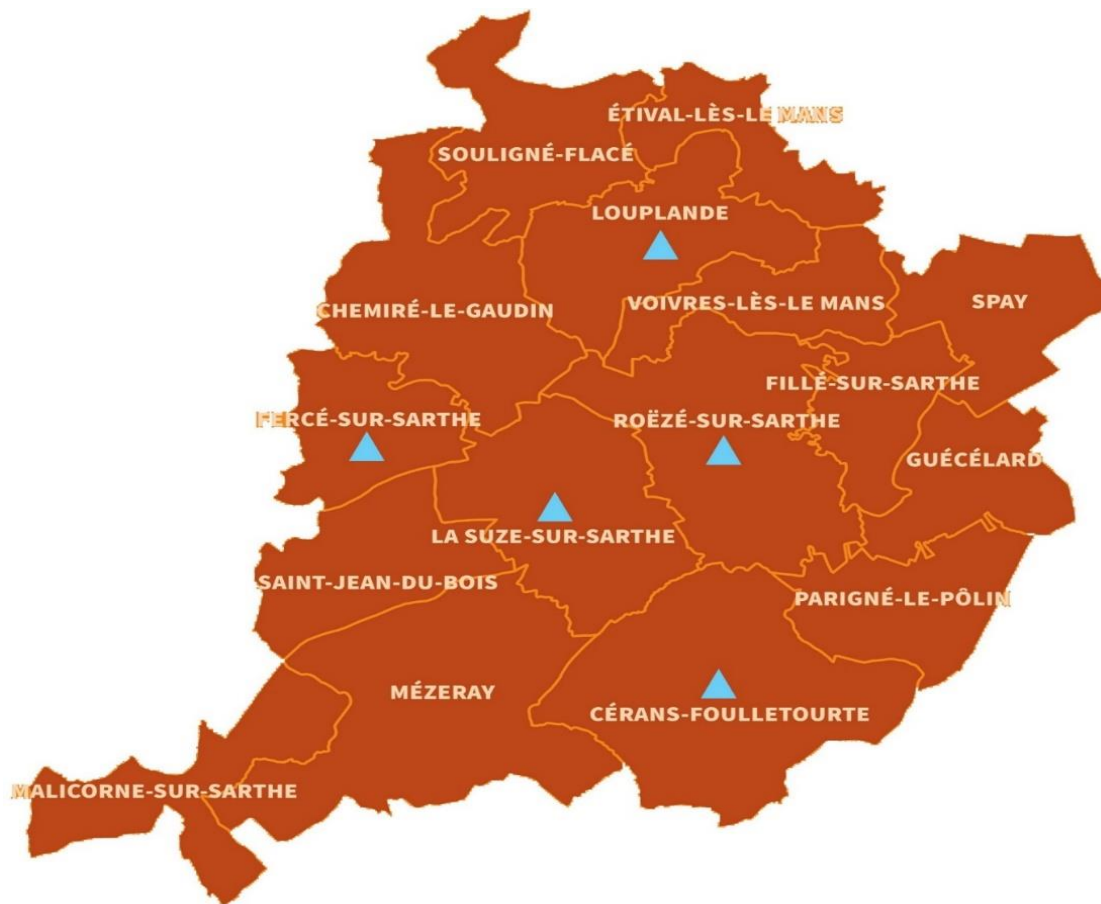 ÉTIVAL-LÈS-LE MANS
SOULIGNÉ-FLACÉ
LOUPLANDE
CHEMIRÉ-LE-GAUDIN
VOIVRES-LÈS-LE MANS
SPAY
FILLÉ-SUR-SARTHE
FERCÉ-SUR-SARTHE
ROËZÉ-SUR-SARTHE
GUÉCÉLARD
LA SUZE-SUR-SARTHE
SAINT-JEAN-DU-BOIS
PARIGNÉ-LE-PÔLIN
MÉZERAY
CÉRANS-FOULLETOURTE
MALICORNE-SUR-SARTHE